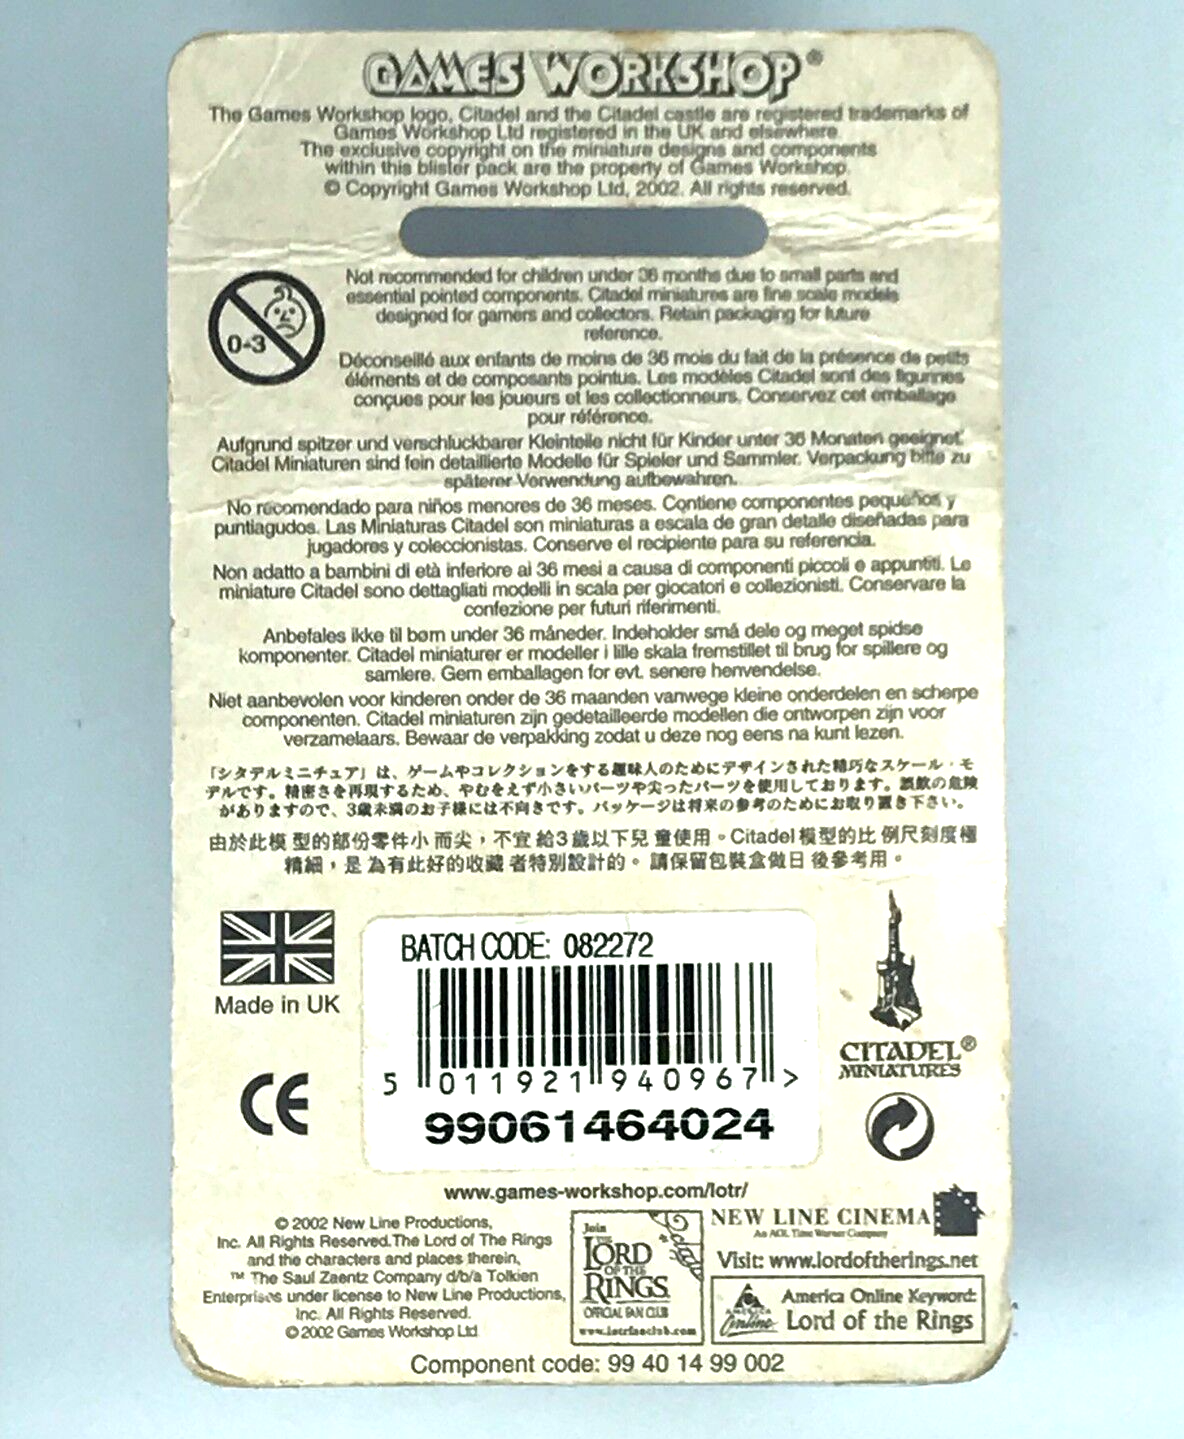 GAMES WORKSHOP®
The Games Workshop logo, Citadel and the Citadel castle are registered trademarks of
Games Workshop Ltd registered in the UK and elsewhere.
The exclusive copyright on the miniature designs and components
within this blister pack are the property of Games Workshop.
© Copyright Games Workshop Ltd, 2002. All rights reserved.
0-3
Not recommended for children under 36 months due to small parts and
essential pointed components. Citadel miniatures are fine scale models
designed for gamers and collectors. Retain packaging for future
reference.
Déconseillé aux enfants de moins de 36 mois du fait de la présence de petits
éléments et de composants pointus. Les modèles Citadel sont des figurines
conçues pour les joueurs et les collectionneurs. Conservez cet emballage
pour référence.
Aufgrund spitzer und verschluckbarer Kleinteile nicht für Kinder unter 36 Monaten geeignet.
Citadel Miniaturen sind fein detaillierte Modelle für Spieler und Sammler. Verpackung bitte zu
späterer Verwendung aufbewahren.
No recomendado para niños menores de 36 meses. Contiene componentes pequeños y
puntiagudos. Las Miniaturas Citadel son miniaturas a escala de gran detalle diseñadas para
jugadores y coleccionistas. Conserve el recipiente para su referencia.
Non adatto a bambini di età inferiore ai 36 mesi a causa di componenti piccoli e appuntiti. Le
miniature Citadel sono dettagliati modelli in scala per giocatori e collezionisti. Conservare la
confezione per futuri riferimenti.
Anbefales ikke til børn under 36 måneder. Indeholder små dele og meget spidse
komponenter. Citadel miniaturer er modeller i lille skala fremstillet til brug for spillere og
samlere. Gem emballagen for evt. senere henvendelse.
Niet aanbevolen voor kinderen onder de 36 maanden vanwege kleine onderdelen en scherpe
componenten. Citadel miniaturen zijn gedetailleerde modellen die ontworpen zijn voor
verzamelaars. Bewaar de verpakking zodat u deze nog eens na kunt lezen.
「シタデルミニチュア」は、ゲームやコレクションをする趣味人のためにデザインされた精巧なスケール・モ
デルです。精密さを再現するため、やむをえず小さいパーツや尖ったパーツを使用しております。誤飲の危険
がありますので、3歳未満のお子様には不向きです。パッケージは将来の参考のためにお取り置き下さい。
由於此模 型的部份零件小 而尖，不宜 給3歲以下兒 童使用。Citadel 模型的比 例尺刻度極
精細，是 為有此好的收藏 者特別設計的。 請保留包裝盒做日 後參考用。
Made in UK
BATCH CODE: 082272
5 011921 940967 >
99061464024
CITADEL®
MINIATURES
CE
www.games-workshop.com/lotr/
© 2002 New Line Productions,
Inc. All Rights Reserved. The Lord of The Rings
and the characters and places therein,
™ The Saul Zaentz Company d/b/a Tolkien
Enterprises under license to New Line Productions,
Inc. All Rights Reserved.
© 2002 Games Workshop Ltd
Join
THE
LORD
OF THE
RINGS
OFFICIAL FAN CLUB
www.lotrfanclub.com
NEW LINE CINEMA
An AOL Time Warner Company
Visit: www.lordoftherings.net
AMERICA
Online
America Online Keyword:
Lord of the Rings
Component code: 99 40 14 99 002